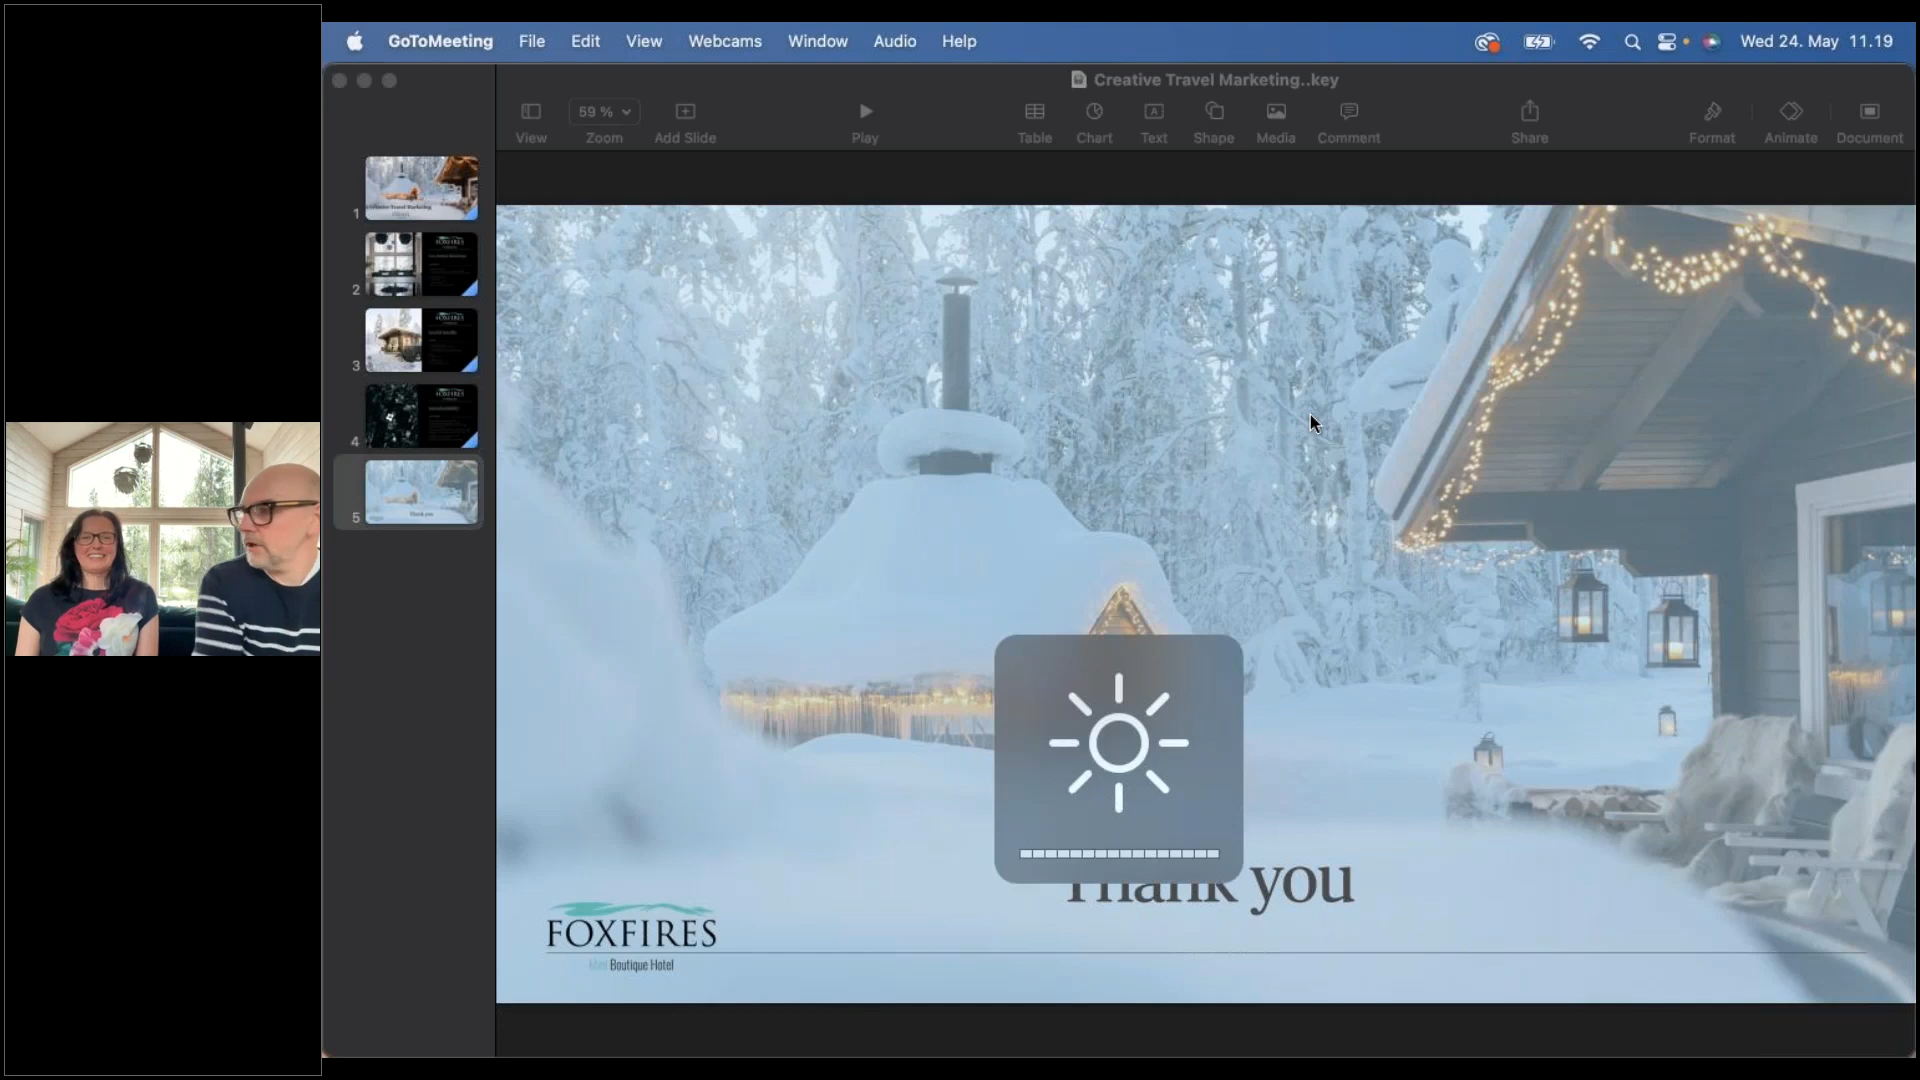 GoToMeeting File Edit View Webcams Window Audio Help Wed 24. May 11.19
Creative Travel Marketing..key
59 %
View Zoom Add Slide Play Table Chart Text Shape Media Comment Share Format Animate Document
1
2
3
4
5
Thank you
FOXFIRES
Boutique Hotel